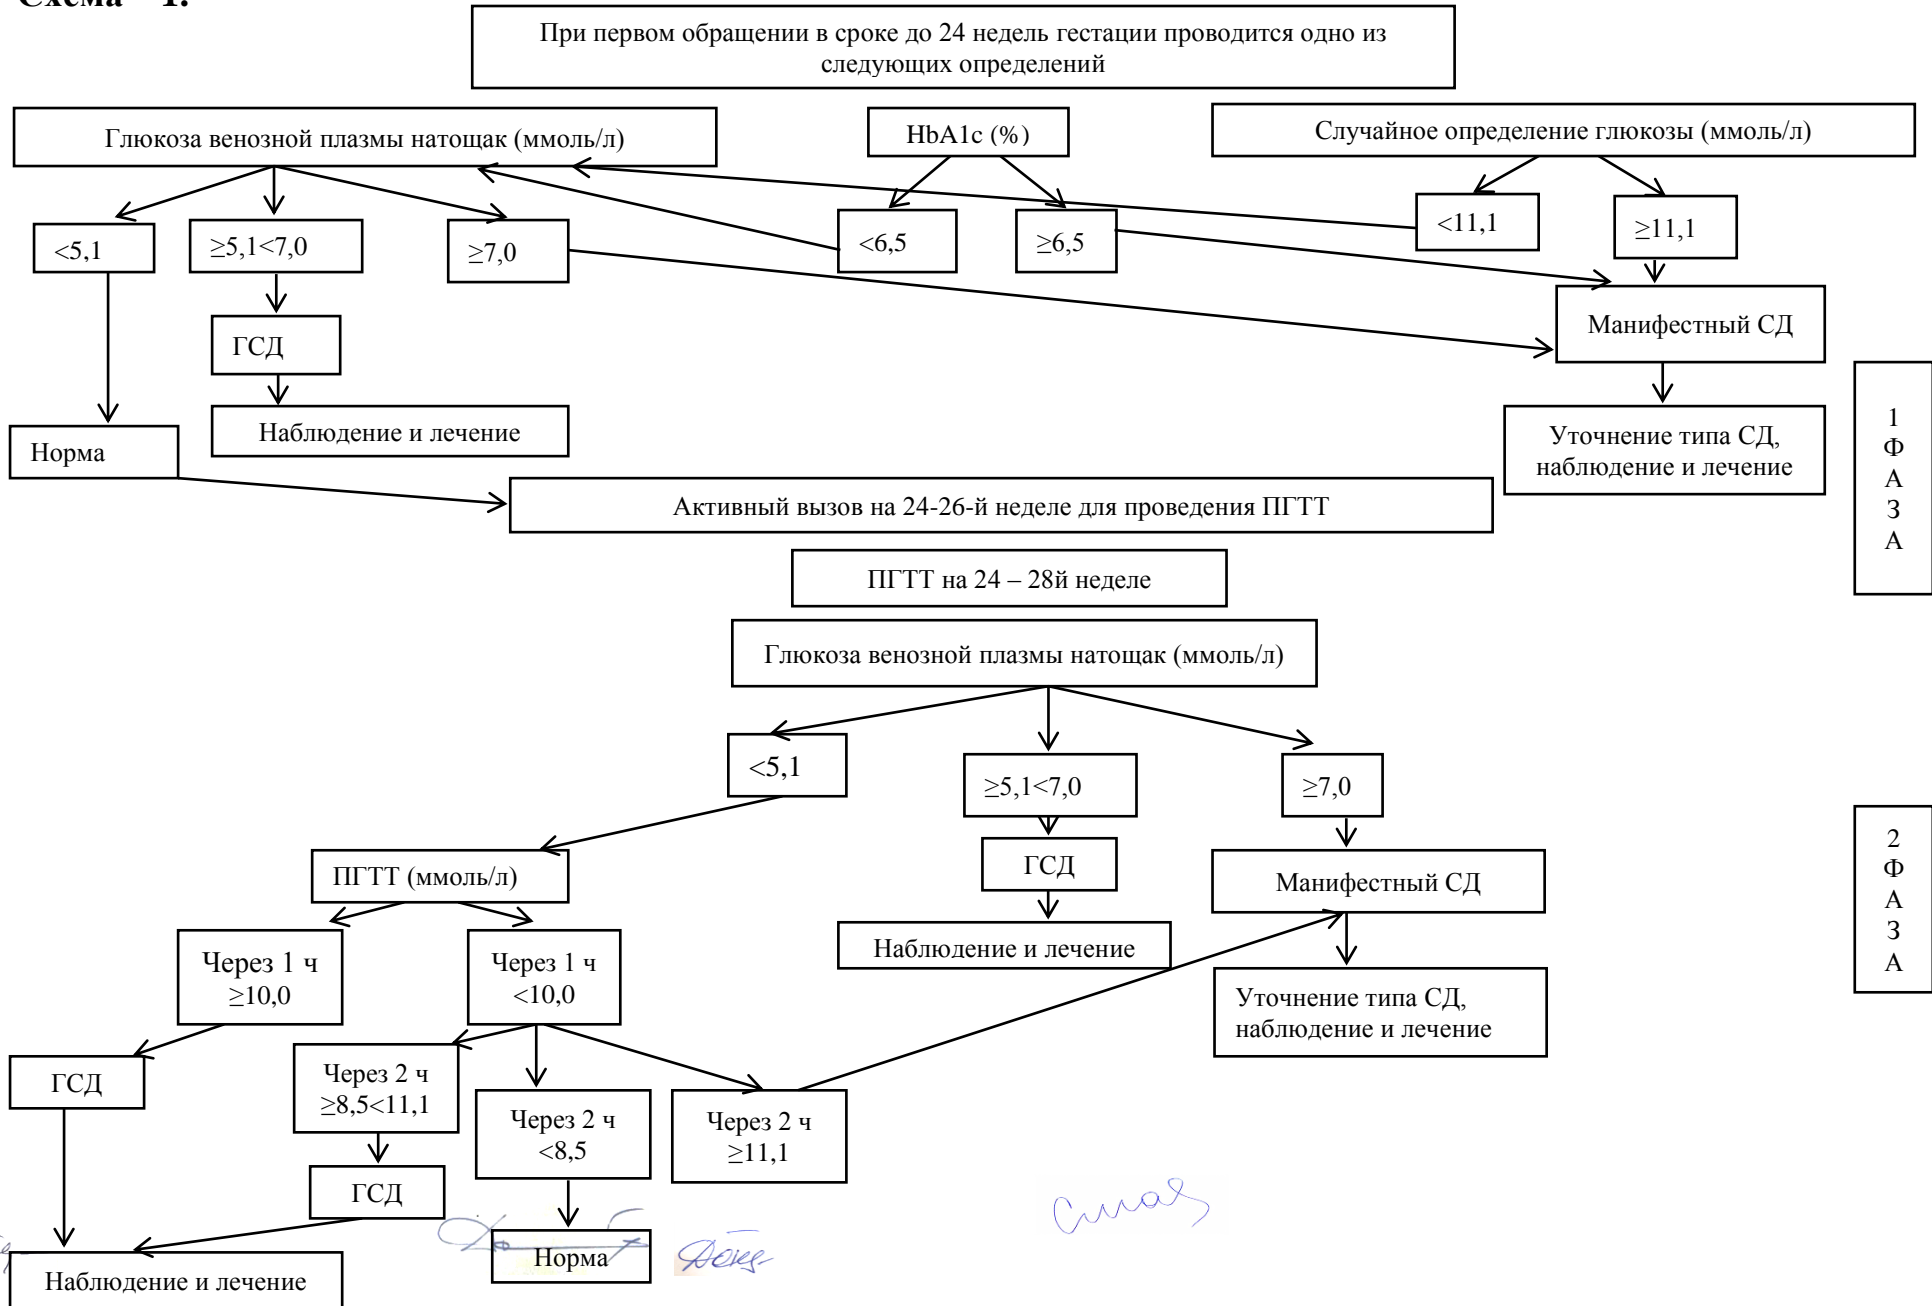 Схема – 1.
При первом обращении в сроке до 24 недель гестации проводится одно из
следующих определений
Глюкоза венозной плазмы натощак (ммоль/л)
HbA1c (%)
Случайное определение глюкозы (ммоль/л)
<5,1
≥5,1<7,0
≥7,0
<6,5
≥6,5
<11,1
≥11,1
ГСД
Манифестный СД
Наблюдение и лечение
Норма
Уточнение типа СД,
наблюдение и лечение
1
Ф
А
З
А
Активный вызов на 24-26-й неделе для проведения ПГТТ
ПГТТ на 24 – 28й неделе
Глюкоза венозной плазмы натощак (ммоль/л)
<5,1
≥5,1<7,0
≥7,0
2
Ф
А
З
А
ПГТТ (ммоль/л)
ГСД
Манифестный СД
Наблюдение и лечение
Уточнение типа СД,
наблюдение и лечение
Через 1 ч
≥10,0
Через 1 ч
<10,0
ГСД
Через 2 ч
≥8,5<11,1
Через 2 ч
<8,5
Через 2 ч
≥11,1
ГСД
Норма
Наблюдение и лечение